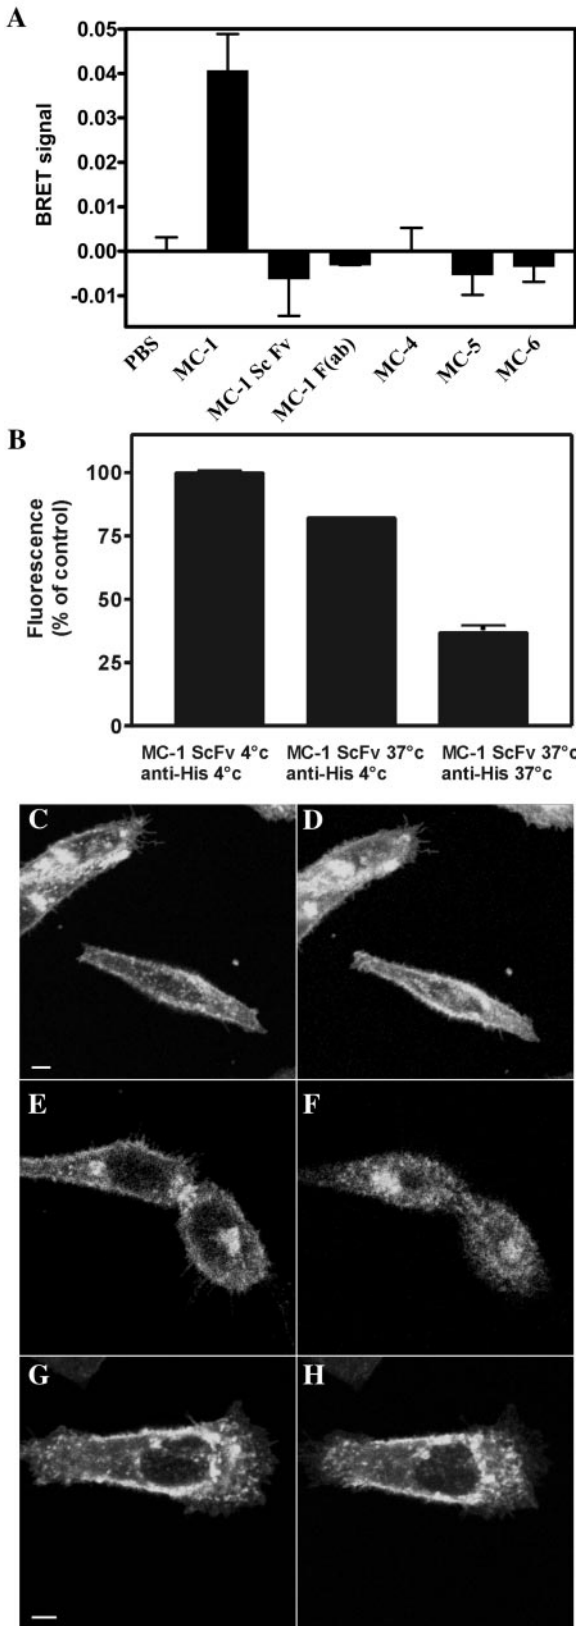 A
BRET signal
0.05
0.04
0.03
0.02
0.01
0.00
-0.01
PBS
MC-1
MC-1 Sc Fv
MC-1 F(ab)
MC-4
MC-5
MC-6
B
Fluorescence
(% of control)
100
75
50
25
0
MC-1 ScFv 4°c
anti-His 4°c
MC-1 ScFv 37°c
anti-His 4°c
MC-1 ScFv 37°c
anti-His 37°c
C
D
E
F
G
H